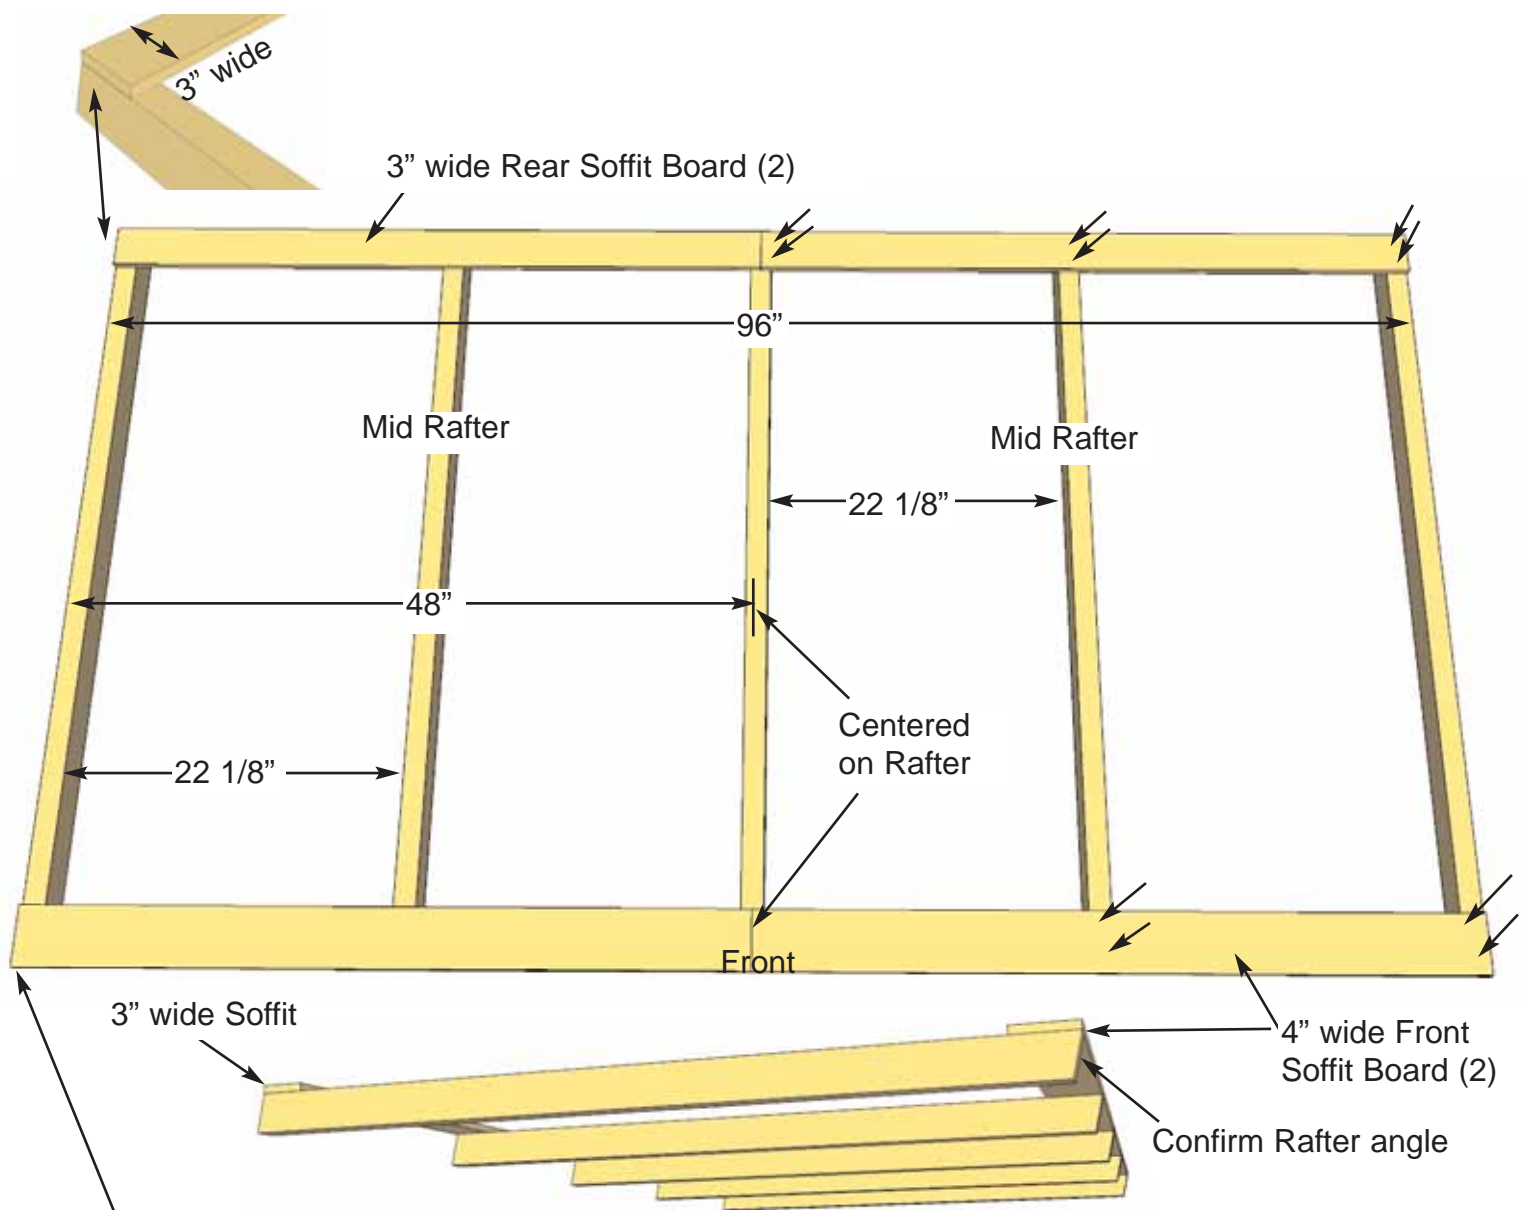 3” wide
3” wide Rear Soffit Board (2)
96”
Mid Rafter
Mid Rafter
22 1/8”
48”
Centered
on Rafter
22 1/8”
Front
3” wide Soffit
4” wide Front
Soffit Board (2)
Confirm Rafter angle